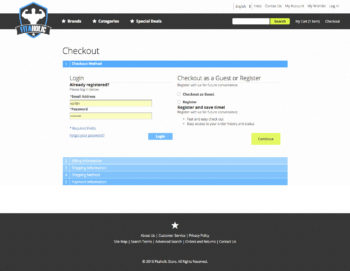 English
Help
Contact Us
My Account
My Wishlist
Log In
FITAHOLIC
Brands
Categories
Special Deals
Search
My Cart
Checkout
Checkout
1 Checkout Method
Login
Already registered?
Please log in below:
* Email Address
* Password
* Required Fields
Forgot your password?
Login
Checkout as a Guest or Register
Register with us for future convenience:
Checkout as Guest
Register
Register and save time!
Register with us for future convenience:
Fast and easy check out
Easy access to your order history and status
Continue
2 Billing Information
3 Shipping Information
4 Shipping Method
5 Payment Information
About Us | Customer Service | Privacy Policy
Site Map | Search Terms | Advanced Search | Orders and Returns | Contact Us
Store. All Rights Reserved.